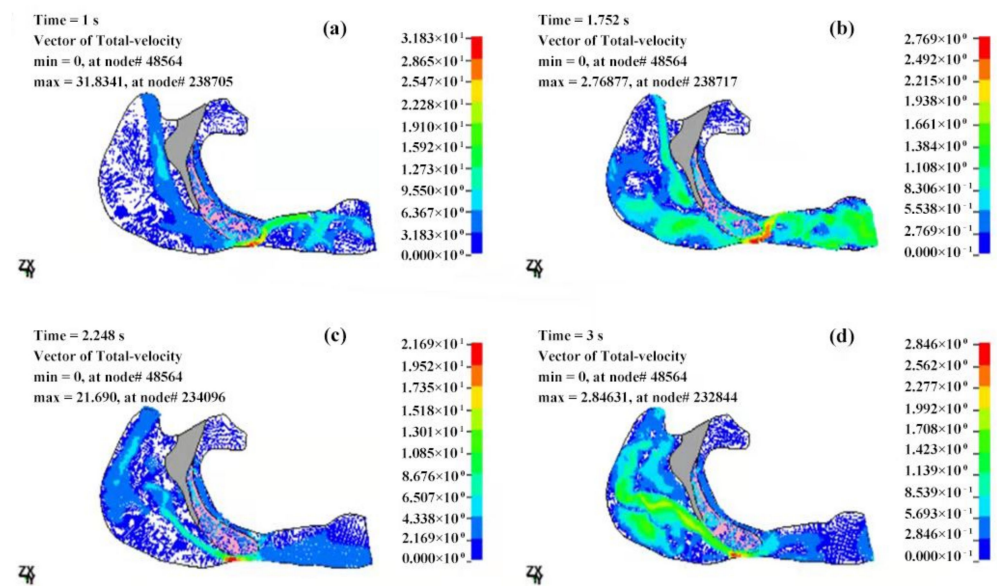 Time = 1 s
(a)
Vector of Total-velocity
min = 0, at node# 48564
max = 31.8341, at node# 238705
3.183×10¹
2.865×10¹
2.547×10¹
2.228×10¹
1.910×10¹
1.592×10¹
1.273×10¹
9.550×10⁰
6.367×10⁰
3.183×10⁰
0.000×10⁰
ZX
Time = 1.752 s
(b)
Vector of Total-velocity
min = 0, at node# 48564
max = 2.76877, at node# 238717
2.769×10⁰
2.492×10⁰
2.215×10⁰
1.938×10⁰
1.661×10⁰
1.384×10⁰
1.108×10⁰
8.306×10⁻¹
5.538×10⁻¹
2.769×10⁻¹
0.000×10⁻¹
ZX
Time = 2.248 s
(c)
Vector of Total-velocity
min = 0, at node# 48564
max = 21.690, at node# 234096
2.169×10¹
1.952×10¹
1.735×10¹
1.518×10¹
1.301×10¹
1.085×10¹
8.676×10⁰
6.507×10⁰
4.338×10⁰
2.169×10⁰
0.000×10⁰
ZX
Time = 3 s
(d)
Vector of Total-velocity
min = 0, at node# 48564
max = 2.84631, at node# 232844
2.846×10⁰
2.562×10⁰
2.277×10⁰
1.992×10⁰
1.708×10⁰
1.423×10⁰
1.139×10⁰
8.539×10⁻¹
5.693×10⁻¹
2.846×10⁻¹
0.000×10⁻¹
ZX